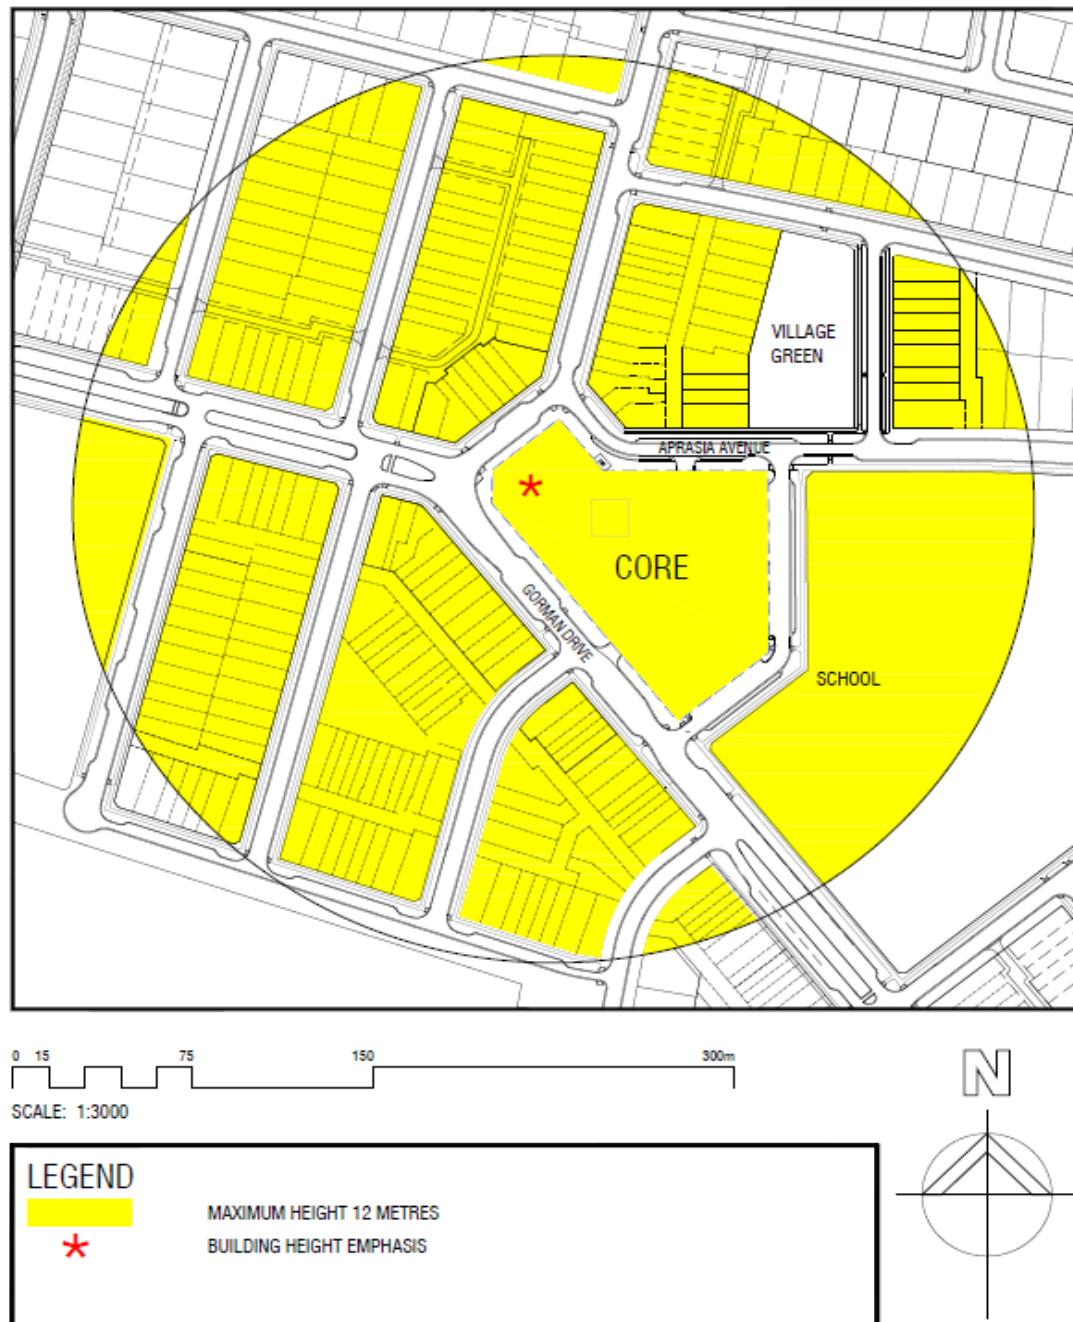 VILLAGE
GREEN
APRASIA AVENUE
CORE
GORMAN DRIVE
SCHOOL
0 15 75 150 300m
SCALE: 1:3000
N
LEGEND
MAXIMUM HEIGHT 12 METRES
* BUILDING HEIGHT EMPHASIS